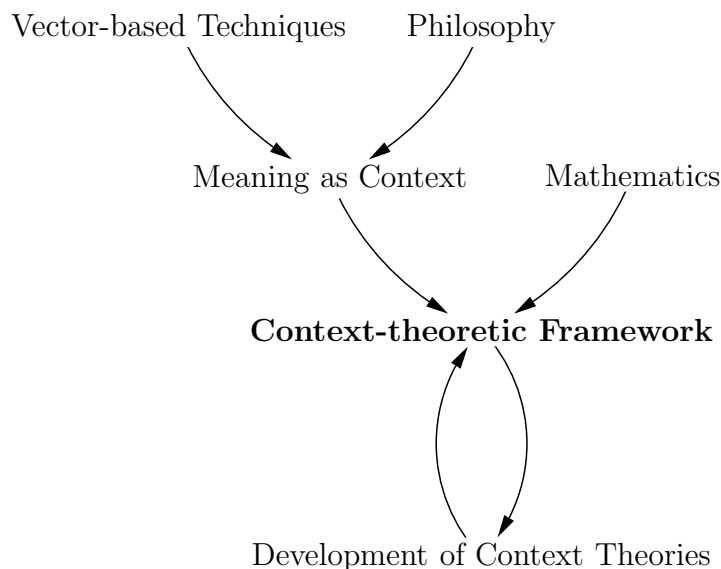 Vector-based Techniques
Philosophy
Meaning as Context
Mathematics
Context-theoretic Framework
Development of Context Theories